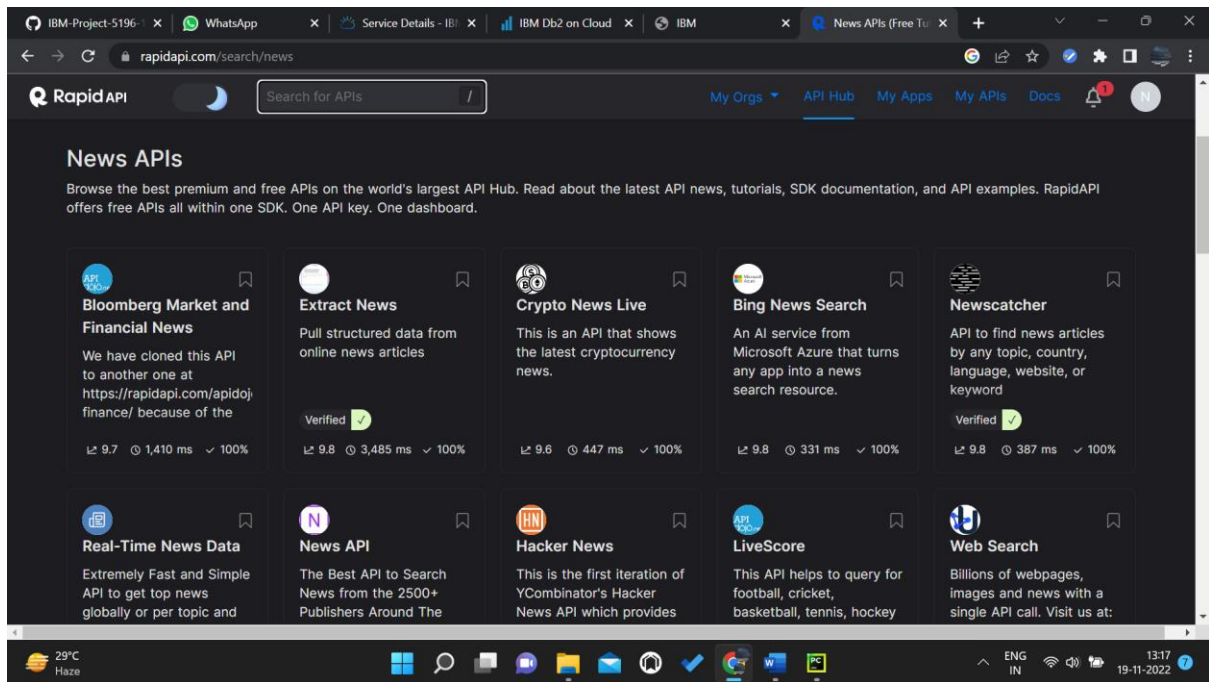 IBM-Project-5196-1
WhatsApp
Service Details - IB
IBM Db2 on Cloud
IBM
News APIs (Free Tu
rapidapi.com/search/news
Rapid API
Search for APIs
/
My Orgs
API Hub
My Apps
My APIs
Docs
1
N
News APIs
Browse the best premium and free APIs on the world's largest API Hub. Read about the latest API news, tutorials, SDK documentation, and API examples. RapidAPI
offers free APIs all within one SDK. One API key. One dashboard.
Bloomberg Market and
Financial News
We have cloned this API
to another one at
https://rapidapi.com/apidoj
finance/ because of the
9.7 1,410 ms 100%
Extract News
Pull structured data from
online news articles
Verified
9.8 3,485 ms 100%
Crypto News Live
This is an API that shows
the latest cryptocurrency
news.
9.6 447 ms 100%
Bing News Search
An AI service from
Microsoft Azure that turns
any app into a news
search resource.
9.8 331 ms 100%
Newscatcher
API to find news articles
by any topic, country,
language, website, or
keyword
Verified
9.8 387 ms 100%
Real-Time News Data
Extremely Fast and Simple
API to get top news
globally or per topic and
N
News API
The Best API to Search
News from the 2500+
Publishers Around The
HN
Hacker News
This is the first iteration of
YCombinator's Hacker
News API which provides
API
LiveScore
This API helps to query for
football, cricket,
basketball, tennis, hockey
Web Search
Billions of webpages,
images and news with a
single API call. Visit us at:
29°C
Haze
ENG
IN
13:17
19-11-2022
7